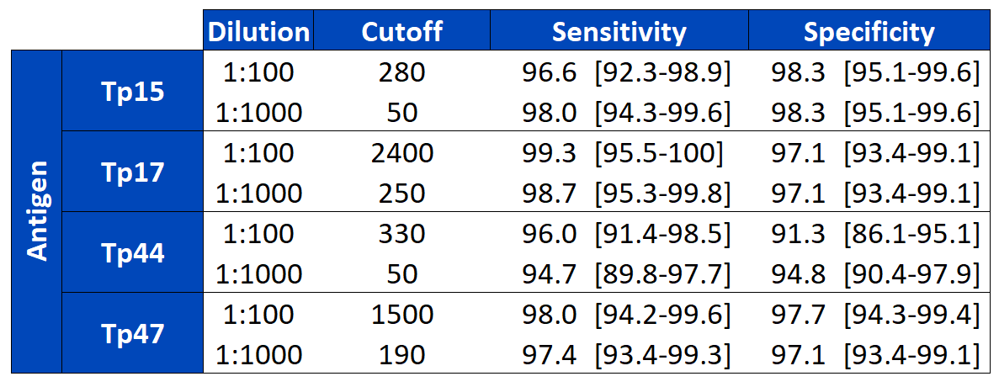 Dilution Cutoff Sensitivity Specificity
Antigen
Tp15
1:100 280 96.6 [92.3-98.9] 98.3 [95.1-99.6]
1:1000 50 98.0 [94.3-99.6] 98.3 [95.1-99.6]
Tp17
1:100 2400 99.3 [95.5-100] 97.1 [93.4-99.1]
1:1000 250 98.7 [95.3-99.8] 97.1 [93.4-99.1]
Tp44
1:100 330 96.0 [91.4-98.5] 91.3 [86.1-95.1]
1:1000 50 94.7 [89.8-97.7] 94.8 [90.4-97.9]
Tp47
1:100 1500 98.0 [94.2-99.6] 97.7 [94.3-99.4]
1:1000 190 97.4 [93.4-99.3] 97.1 [93.4-99.1]